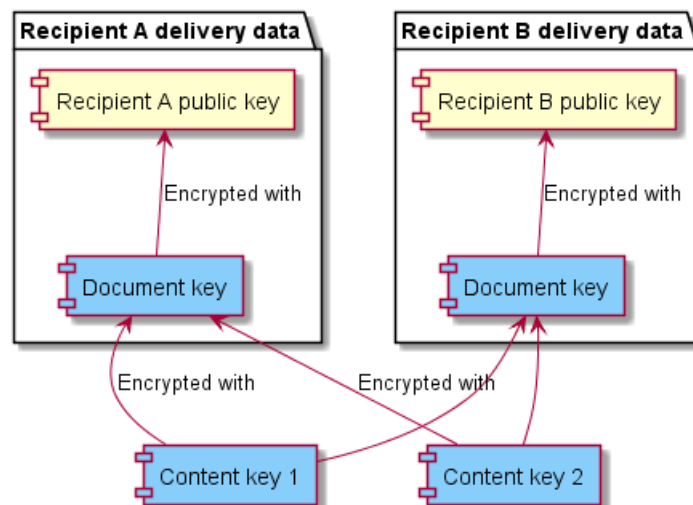 Recipient A delivery data
Recipient B delivery data
Recipient A public key
Recipient B public key
Encrypted with
Encrypted with
Document key
Document key
Encrypted with
Encrypted with
Content key 1
Content key 2